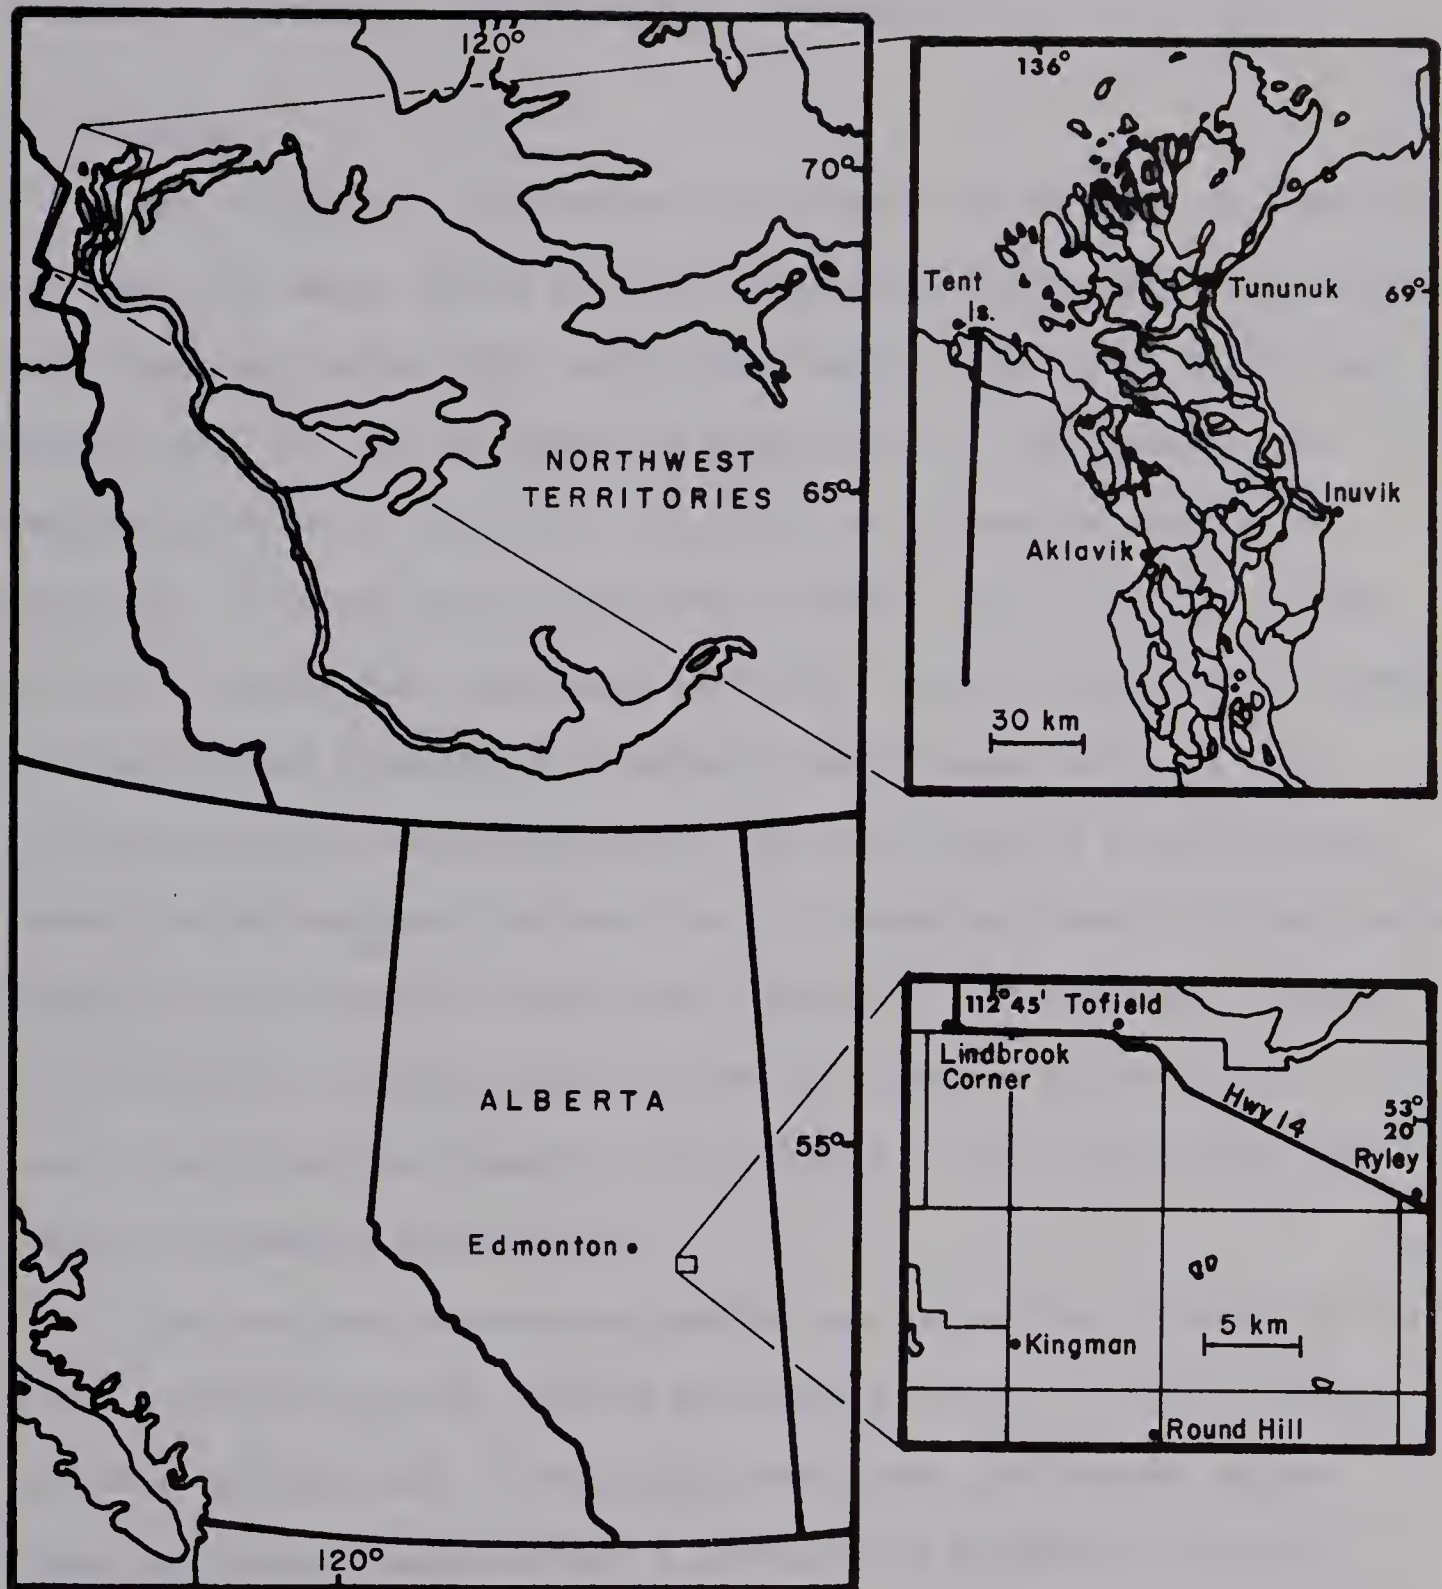 120°
70°
NORTHWEST
TERRITORIES
65°
ALBERTA
55°
Edmonton
120°
136°
Tent
Is.
Tununuk
69°
Inuvik
Aklavik
30 km
112°45' Tofield
Lindbrook
Corner
Hwy 14
53°
20'
Ryley
Kingman
5 km
Round Hill